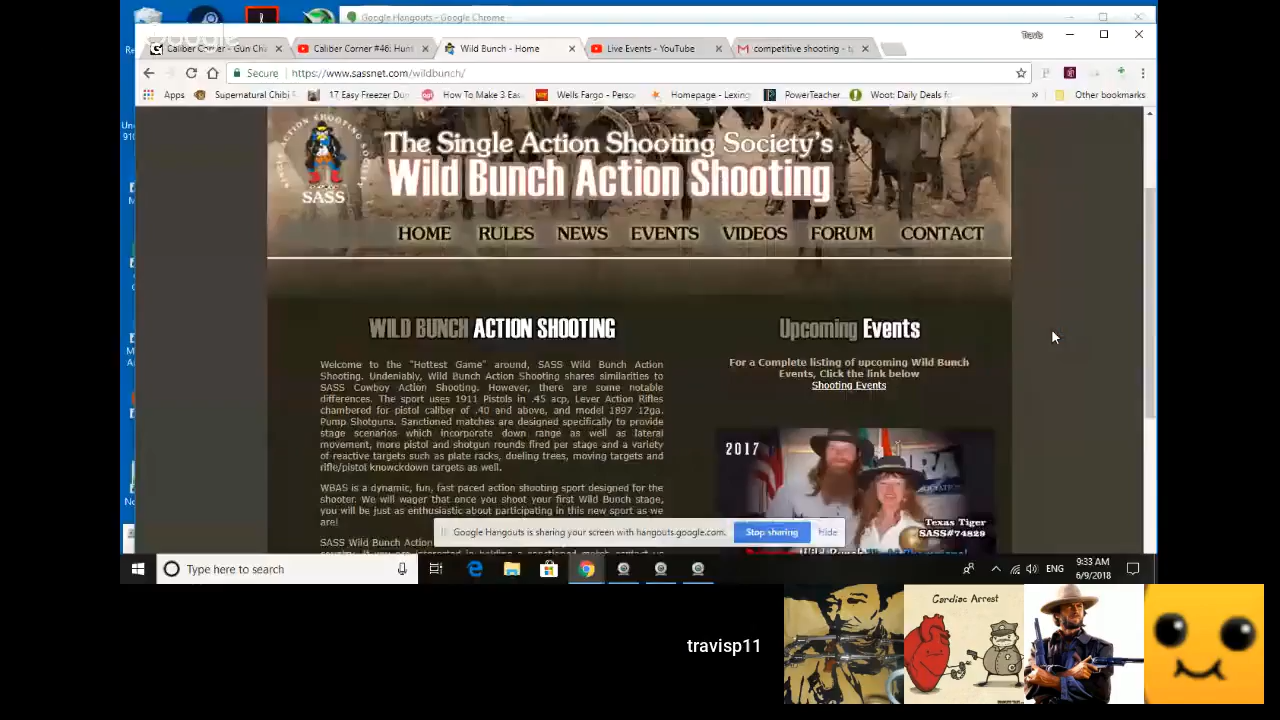 Google Hangouts - Google Chrome
Travis
Caliber Corner - Gun Cha
Caliber Corner #46: Hunt
Wild Bunch - Home
Live Events - YouTube
competitive shooting - t
Secure
https://www.sassnet.com/wildbunch/
Apps
Supernatural Chibi
17 Easy Freezer Dun
How To Make 3 Eas
Wells Fargo - Perso
Homepage - Lexing
PowerTeacher
Woot: Daily Deals fo
Other bookmarks
SINGLE ACTION SHOOTING SOCIETY
SASS
The Single Action Shooting Society's
Wild Bunch Action Shooting
HOME RULES NEWS EVENTS VIDEOS FORUM CONTACT
WILD BUNCH ACTION SHOOTING
Welcome to the "Hottest Game" around, SASS Wild Bunch Action
Shooting. Undeniably, Wild Bunch Action Shooting shares similarities to
SASS Cowboy Action Shooting. However, there are some notable
differences. The sport uses 1911 Pistols in .45 acp, Lever Action Rifles
chambered for pistol caliber of .40 and above, and model 1897 12ga.
Pump Shotguns. Sanctioned matches are designed specifically to provide
stage scenarios which incorporate down range as well as lateral
movement, more pistol and shotgun rounds fired per stage and a variety
of reactive targets such as plate racks, dueling trees, moving targets and
rifle/pistol knowckdown targets as well.
WBAS is a dynamic, fun, fast paced action shooting sport designed for the
shooter. We will wager that once you shoot your first Wild Bunch stage,
you will be just as enthusiastic about participating in this new sport as we
are!
SASS Wild Bunch Action
Upcoming Events
For a Complete listing of upcoming Wild Bunch
Events, Click the link below
Shooting Events
2017
Texas Tiger
SASS#74829
Google Hangouts is sharing your screen with hangouts.google.com.
Stop sharing
Hide
Type here to search
ENG
9:33 AM
6/9/2018
travisp11
Cardiac Arrest